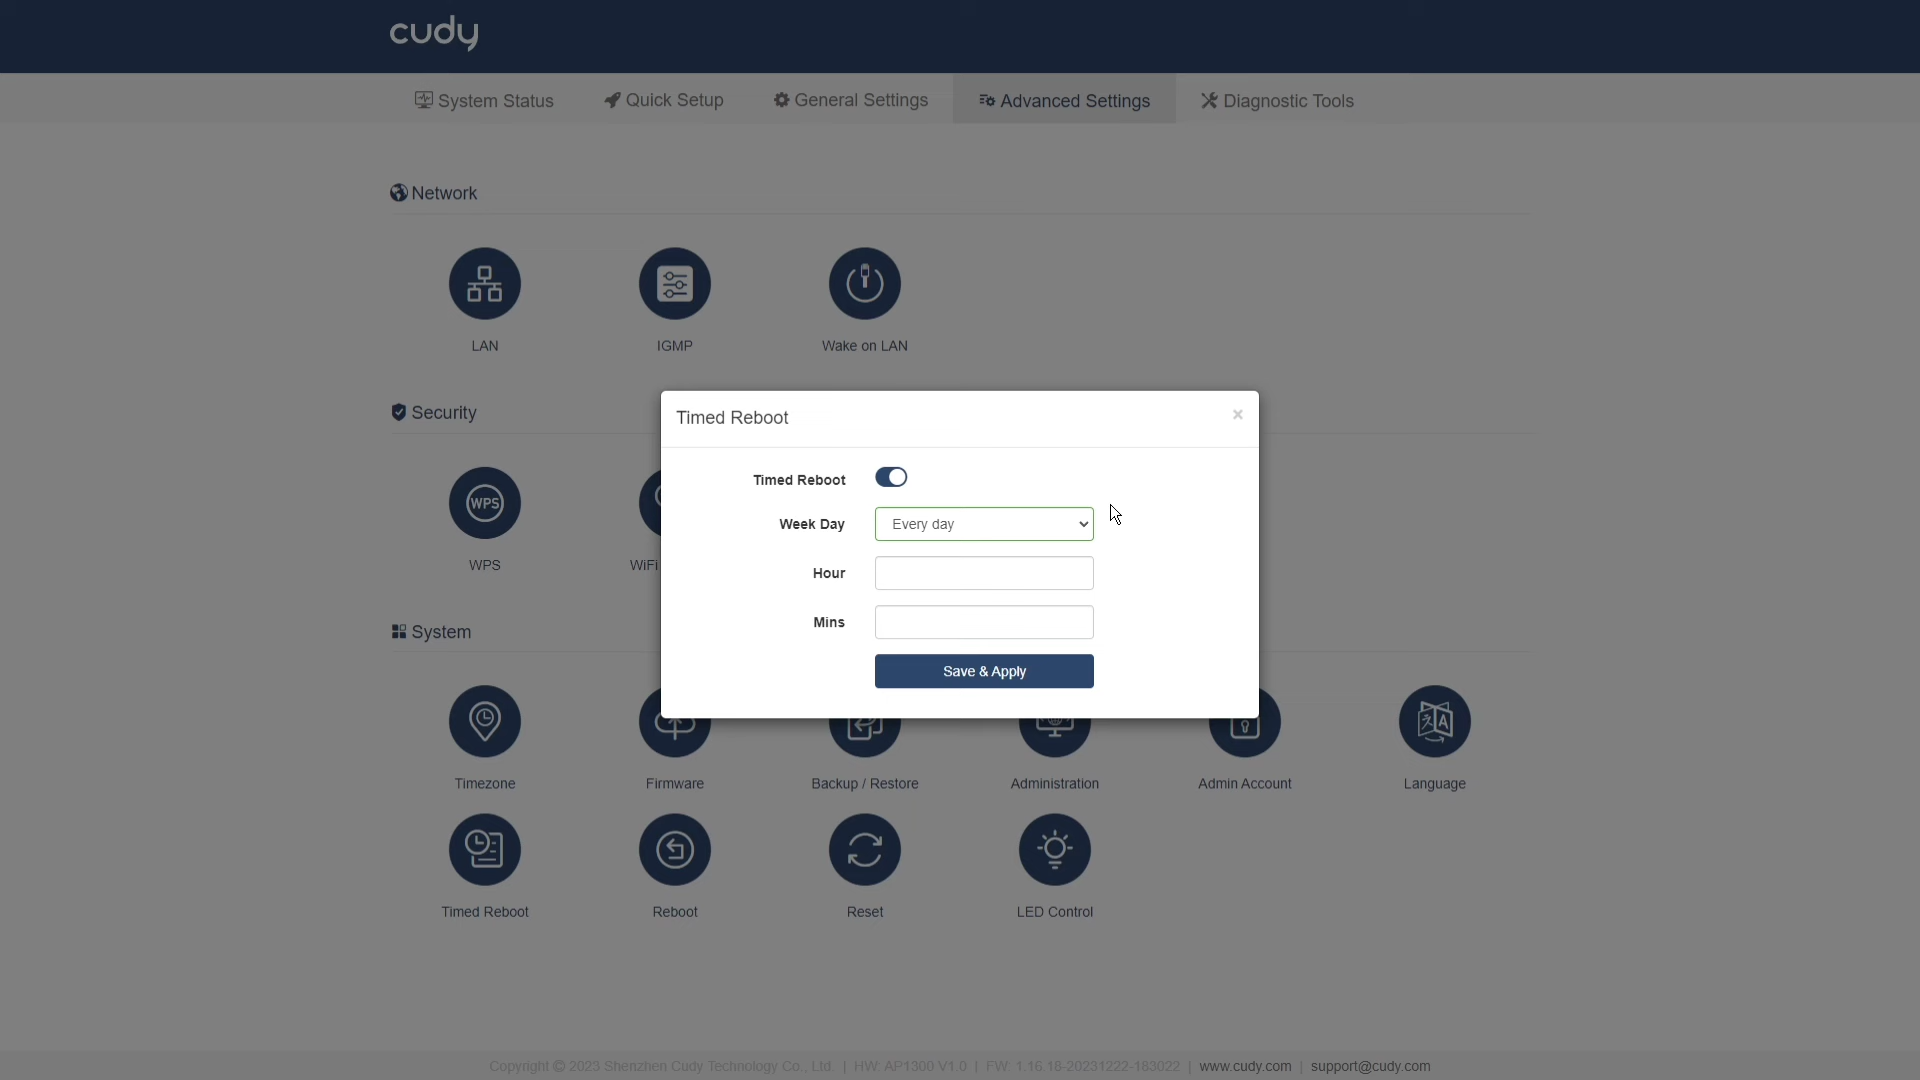 cudy
System Status Quick Setup General Settings Advanced Settings Diagnostic Tools
Network
LAN IGMP Wake on LAN
Security
WPS
WPS WiFi
Timed Reboot ×
Timed Reboot
Week Day Every day
Hour
Mins
Save & Apply
System
Timezone Firmware Backup / Restore Administration Admin Account Language
Timed Reboot Reboot Reset LED Control
Copyright © 2023 Shenzhen Cudy Technology Co., Ltd. | HW: AP1300 V1.0 | FW: 1.16.16-20231222-183022 | www.cudy.com | support@cudy.com